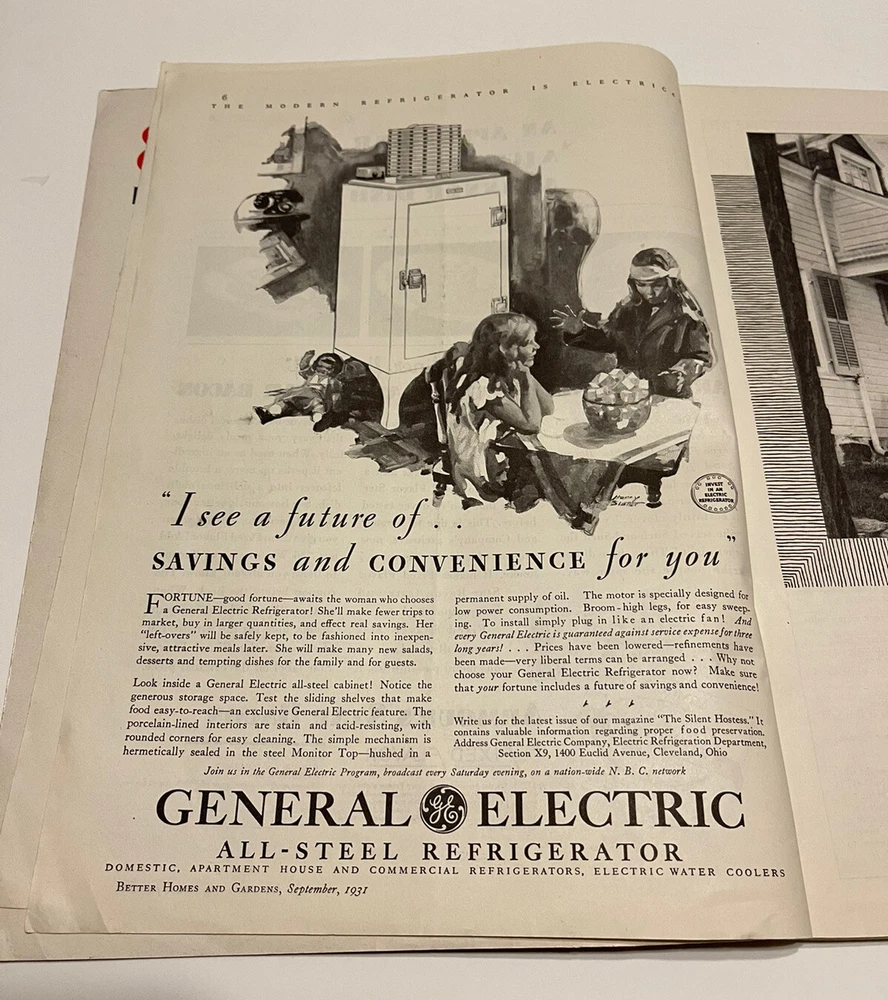 6
THE MODERN REFRIGERATOR IS ELECTRIC
INVEST
IN AN
ELECTRIC
REFRIGERATOR
"I see a future of . .
SAVINGS and CONVENIENCE for you"
FORTUNE—good fortune—awaits the woman who chooses
a General Electric Refrigerator! She'll make fewer trips to
market, buy in larger quantities, and effect real savings. Her
"left-overs" will be safely kept, to be fashioned into inexpen-
sive, attractive meals later. She will make many new salads,
desserts and tempting dishes for the family and for guests.
Look inside a General Electric all-steel cabinet! Notice the
generous storage space. Test the sliding shelves that make
food easy-to-reach—an exclusive General Electric feature. The
porcelain-lined interiors are stain and acid-resisting, with
rounded corners for easy cleaning. The simple mechanism is
hermetically sealed in the steel Monitor Top—hushed in a
permanent supply of oil. The motor is specially designed for
low power consumption. Broom-high legs, for easy sweep-
ing. To install simply plug in like an electric fan! And
every General Electric is guaranteed against service expense for three
long years! . . . Prices have been lowered—refinements have
been made—very liberal terms can be arranged . . . Why not
choose your General Electric Refrigerator now? Make sure
that your fortune includes a future of savings and convenience!
Write us for the latest issue of our magazine "The Silent Hostess." It
contains valuable information regarding proper food preservation.
Address General Electric Company, Electric Refrigeration Department,
Section X9, 1400 Euclid Avenue, Cleveland, Ohio
Join us in the General Electric Program, broadcast every Saturday evening, on a nation-wide N. B. C. network
GENERAL GE ELECTRIC
ALL-STEEL REFRIGERATOR
DOMESTIC, APARTMENT HOUSE AND COMMERCIAL REFRIGERATORS, ELECTRIC WATER COOLERS
BETTER HOMES AND GARDENS, September, 1931